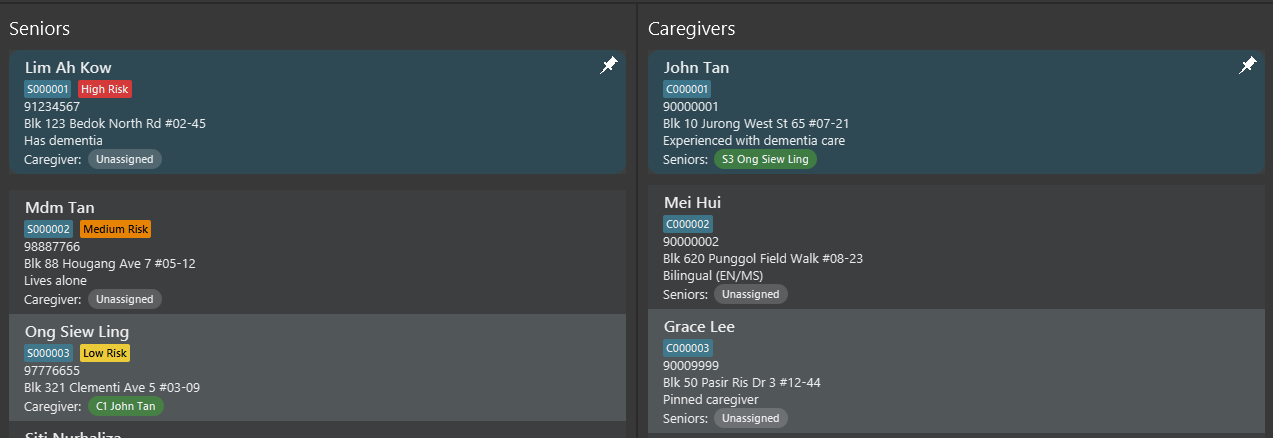 Seniors
Lim Ah Kow
S000001 High Risk
91234567
Blk 123 Bedok North Rd #02-45
Has dementia
Caregiver: Unassigned
Mdm Tan
S000002 Medium Risk
98887766
Blk 88 Hougang Ave 7 #05-12
Lives alone
Caregiver: Unassigned
Ong Siew Ling
S000003 Low Risk
97776655
Blk 321 Clementi Ave 5 #03-09
Caregiver: C1 John Tan
Siti Nurhaliza
Caregivers
John Tan
C000001
90000001
Blk 10 Jurong West St 65 #07-21
Experienced with dementia care
Seniors: S3 Ong Siew Ling
Mei Hui
C000002
90000002
Blk 620 Punggol Field Walk #08-23
Bilingual (EN/MS)
Seniors: Unassigned
Grace Lee
C000003
90009999
Blk 50 Pasir Ris Dr 3 #12-44
Pinned caregiver
Seniors: Unassigned